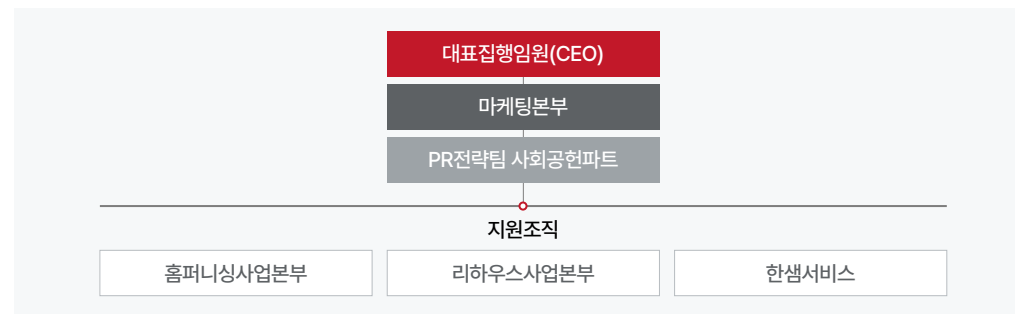 대표집행임원(CEO)
마케팅본부
PR전략팀 사회공헌파트
지원조직
홈퍼니싱사업본부
리하우스사업본부
한샘서비스